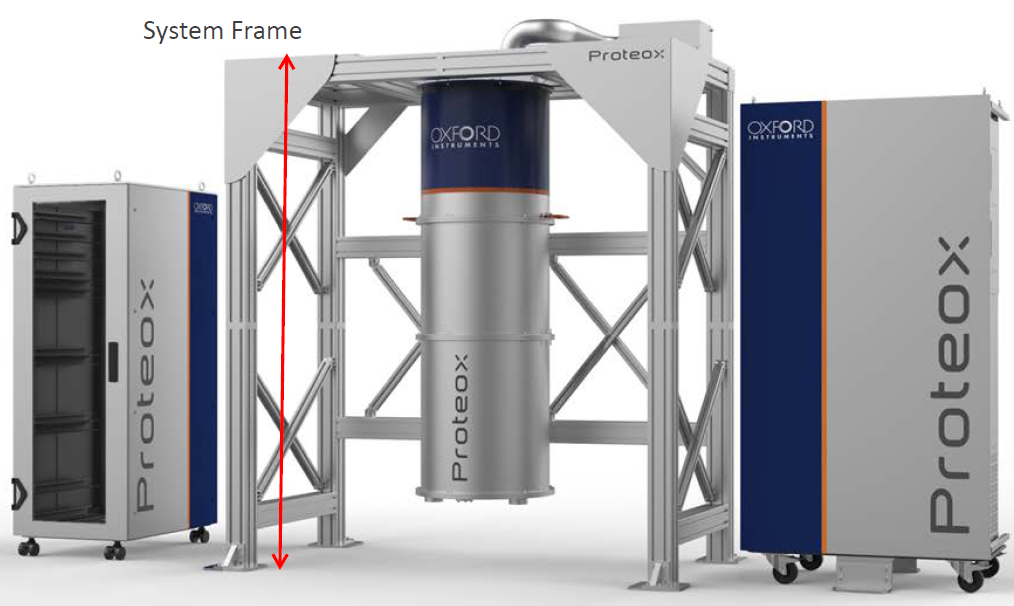 System Frame
Proteox
OXFORD
INSTRUMENTS
Proteox
OXFORD
INSTRUMENTS
Proteox
OXFORD
INSTRUMENTS
Proteox